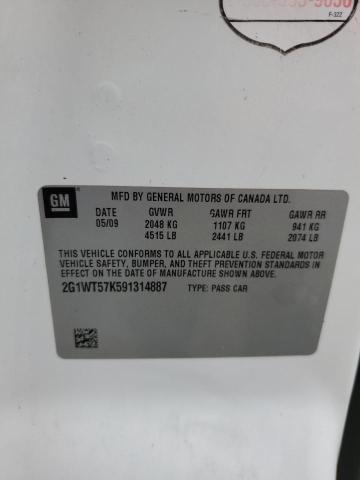 F-322
GM
MFD BY GENERAL MOTORS OF CANADA LTD.
DATE GVWR GAWR FRT GAWR RR
05/09 2048 KG 1107 KG 941 KG
4515 LB 2441 LB 2074 LB
THIS VEHICLE CONFORMS TO ALL APPLICABLE U.S. FEDERAL MOTOR
VEHICLE SAFETY, BUMPER, AND THEFT PREVENTION STANDARDS
IN EFFECT ON THE DATE OF MANUFACTURE SHOWN ABOVE.
2G1WT57K591314887 TYPE: PASS CAR